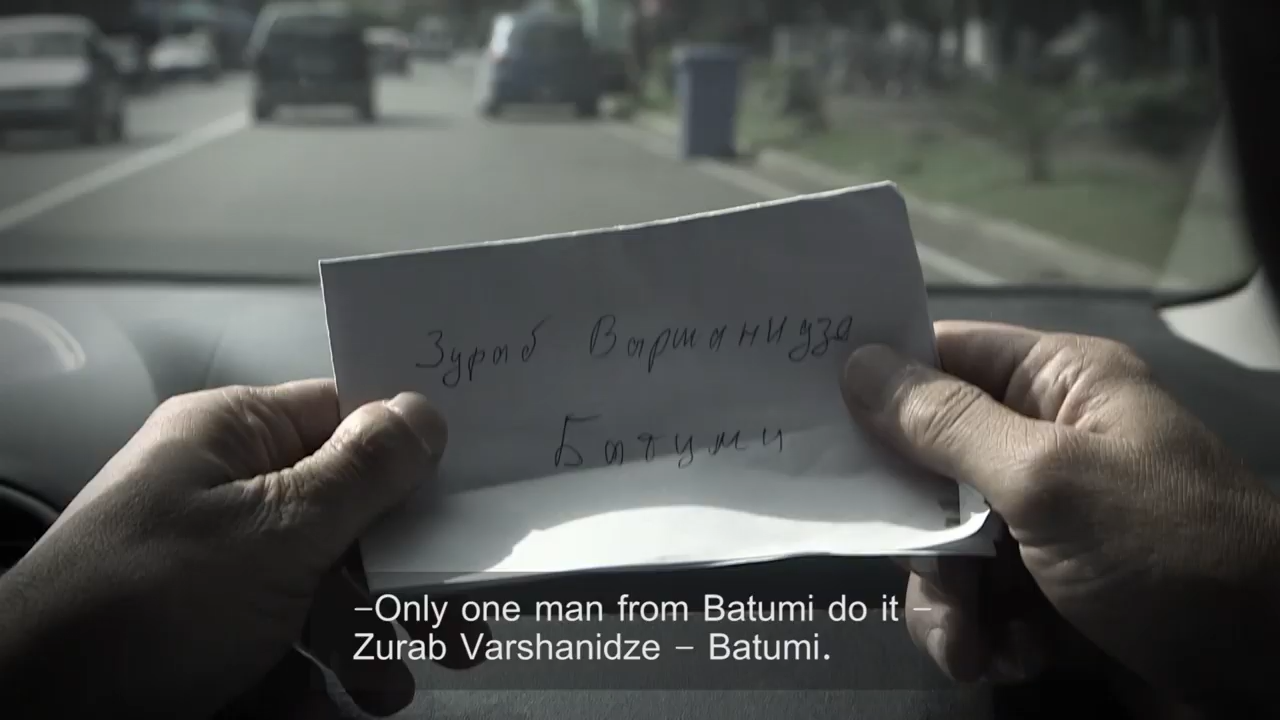 Зураб Варшанидзе
Батуми
–Only one man from Batumi do it –
Zurab Varshanidze – Batumi.